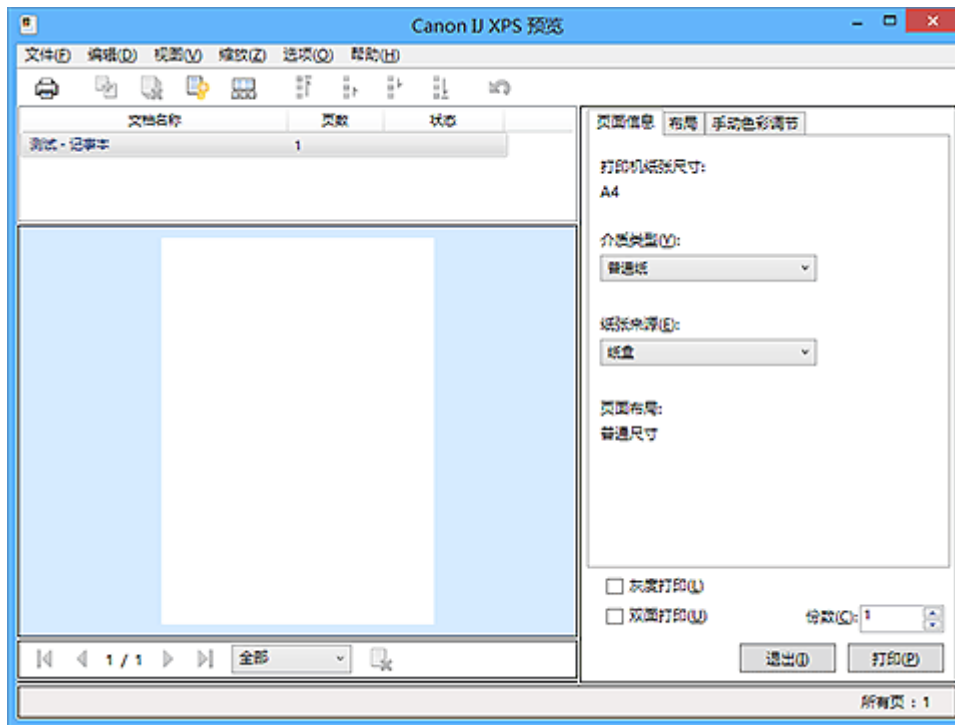 Canon IJ XPS 预览
文件(F) 编辑(D) 视图(V) 缩放(Z) 选项(O) 帮助(H)
文档名称 页数 状态
测试 - 记事本 1
页面信息 布局 手动色彩调节
打印机纸张尺寸:
A4
介质类型(Y):
普通纸
纸张来源(E):
纸盒
页面布局:
普通尺寸
灰度打印(L)
双面打印(U) 份数(C): 1
1 / 1 全部
退出(I) 打印(P)
所有页 : 1